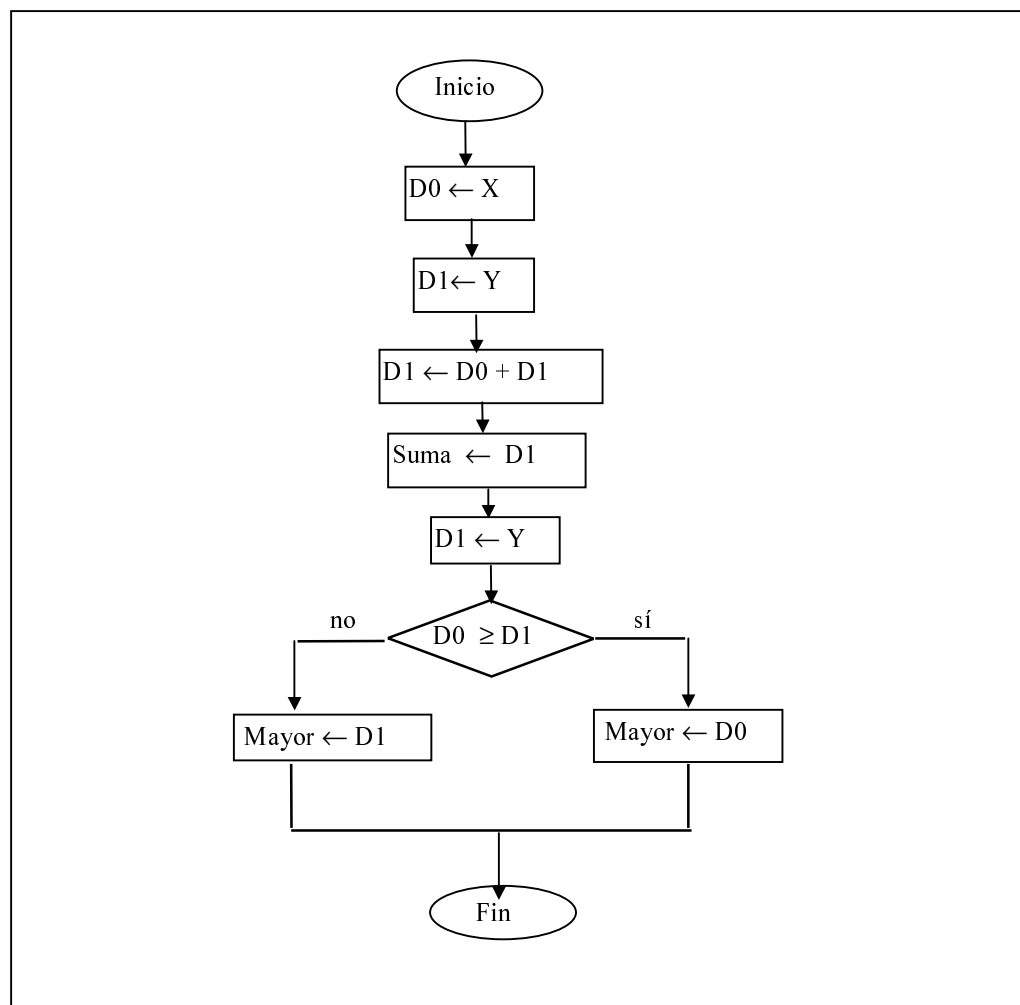 Inicio
D0 ← X
D1← Y
D1 ← D0 + D1
Suma ← D1
D1 ← Y
no
D0 ≥ D1
sí
Mayor ← D1
Mayor ← D0
Fin